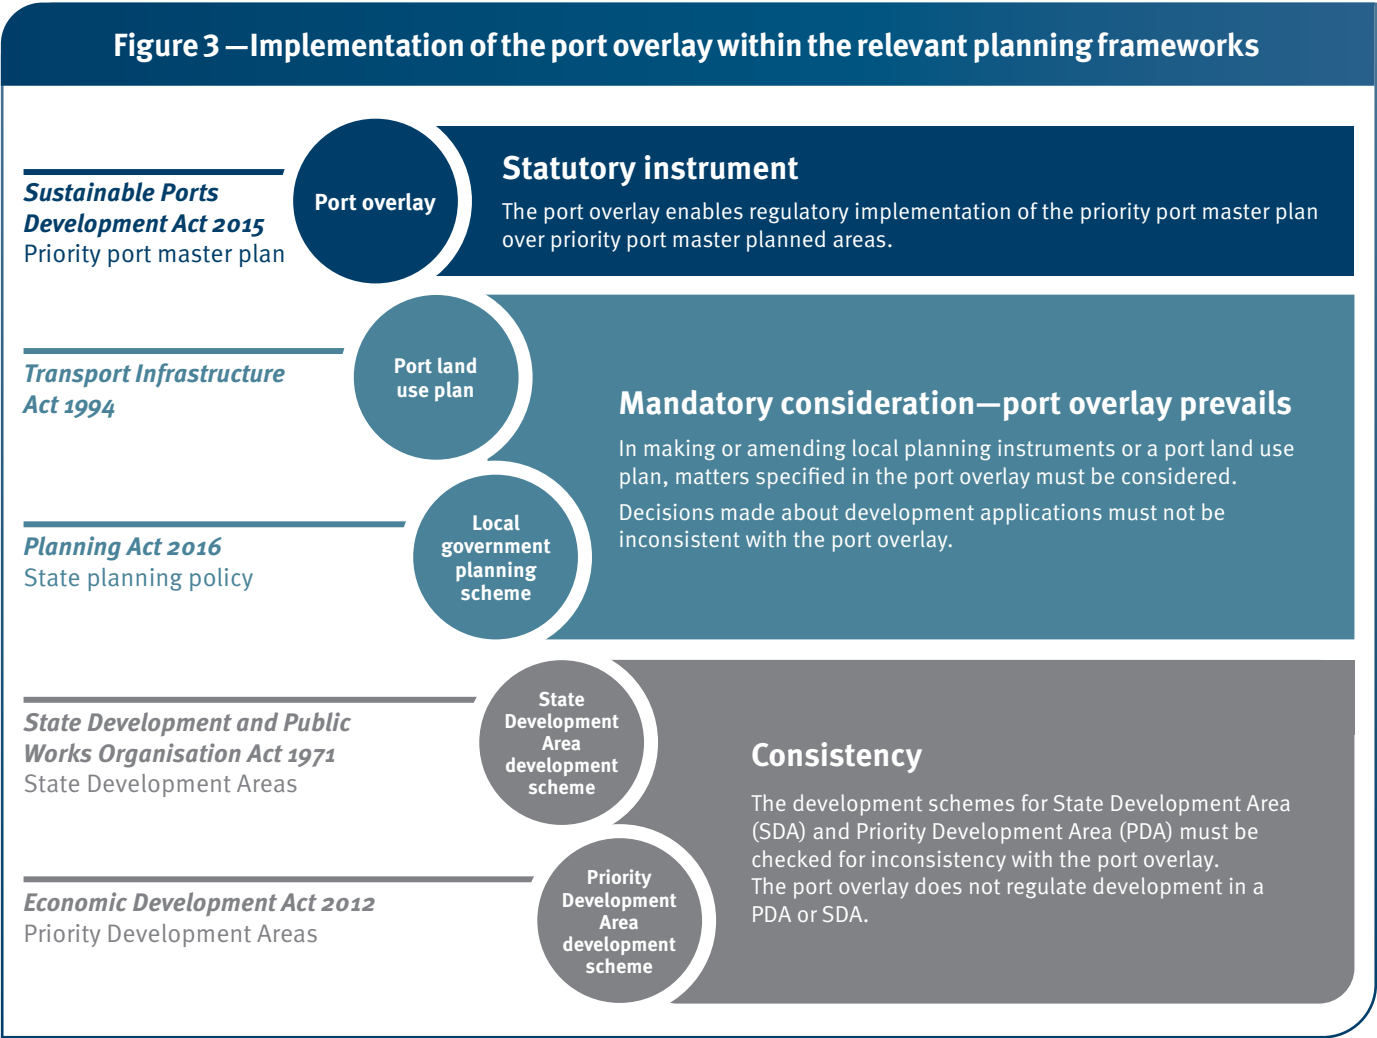 Figure 3 —Implementation of the port overlay within the relevant planning frameworks
Sustainable Ports
Development Act 2015
Priority port master plan
Port overlay
Statutory instrument
The port overlay enables regulatory implementation of the priority port master plan
over priority port master planned areas.
Transport Infrastructure
Act 1994
Port land
use plan
Planning Act 2016
State planning policy
Local
government
planning
scheme
Mandatory consideration—port overlay prevails
In making or amending local planning instruments or a port land use
plan, matters specified in the port overlay must be considered.
Decisions made about development applications must not be
inconsistent with the port overlay.
State Development and Public
Works Organisation Act 1971
State Development Areas
State
Development
Area
development
scheme
Economic Development Act 2012
Priority Development Areas
Priority
Development
Area
development
scheme
Consistency
The development schemes for State Development Area
(SDA) and Priority Development Area (PDA) must be
checked for inconsistency with the port overlay.
The port overlay does not regulate development in a
PDA or SDA.